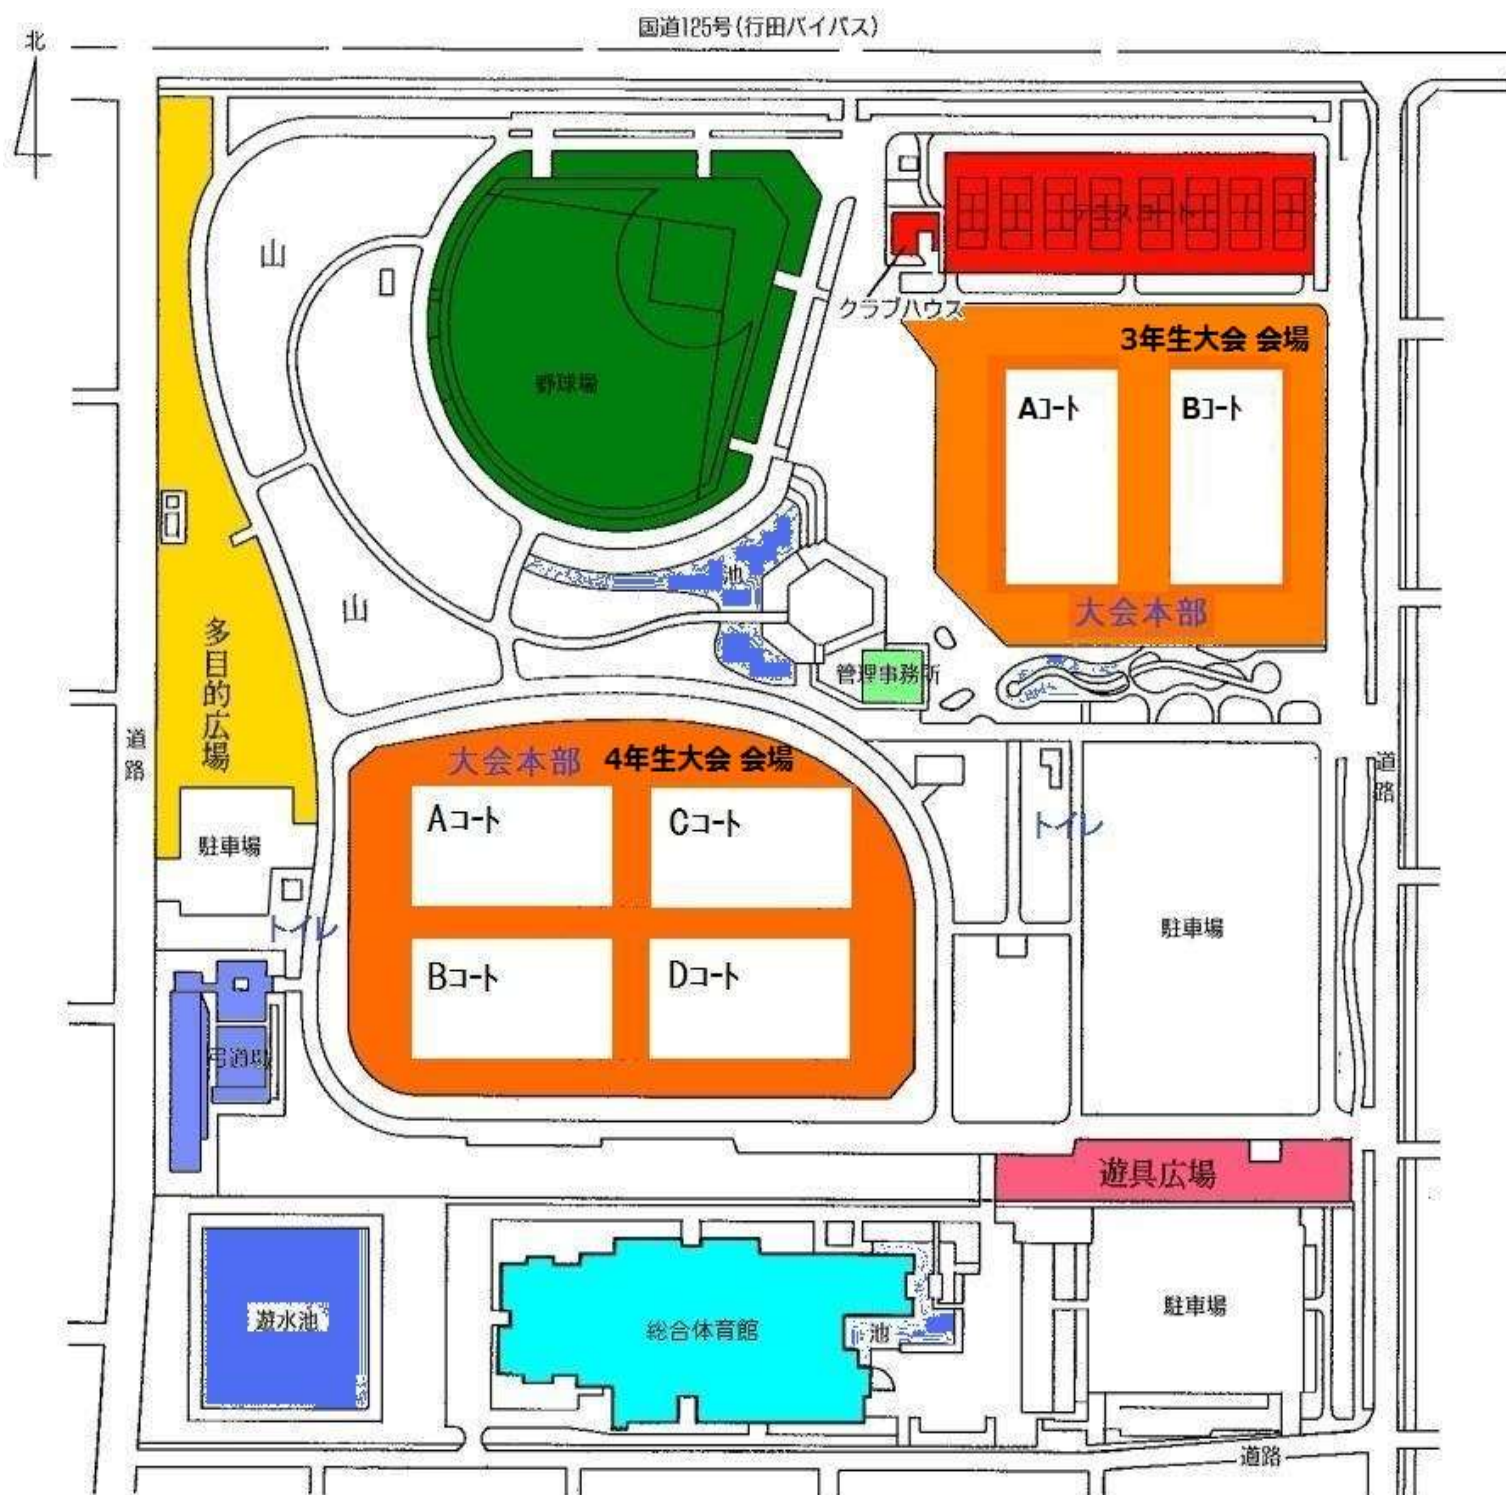 国道125号(行田バイパス)
北
テニスコート
山
クラブハウス
3年生大会 会場
野球場
Aコート
Bコート
池
山
大会本部
多目的広場
管理事務所
道路
大会本部
4年生大会 会場
道路
Aコート
Cコート
トイレ
駐車場
トイレ
駐車場
Bコート
Dコート
弓道場
遊具広場
遊水池
総合体育館
池
駐車場
道路